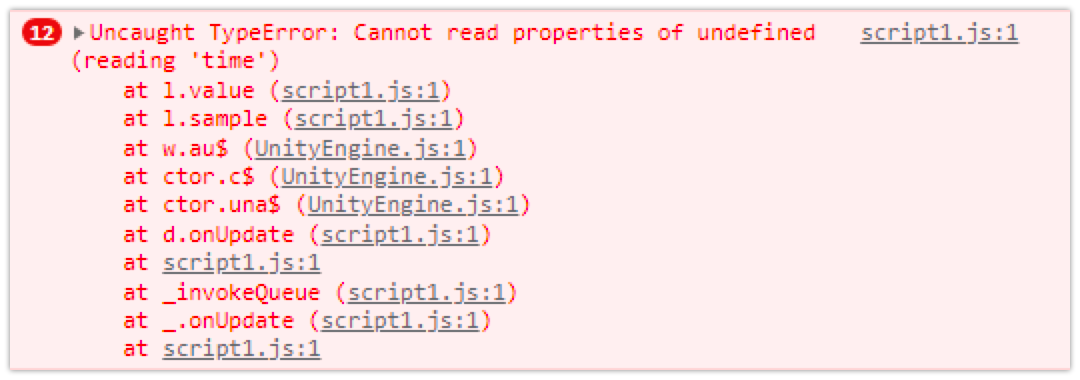 12 ▶Uncaught TypeError: Cannot read properties of undefined script1.js:1
(reading 'time')
at l.value (script1.js:1)
at l.sample (script1.js:1)
at w.au$ (UnityEngine.js:1)
at ctor.c$ (UnityEngine.js:1)
at ctor.una$ (UnityEngine.js:1)
at d.onUpdate (script1.js:1)
at script1.js:1
at _invokeQueue (script1.js:1)
at _.onUpdate (script1.js:1)
at script1.js:1